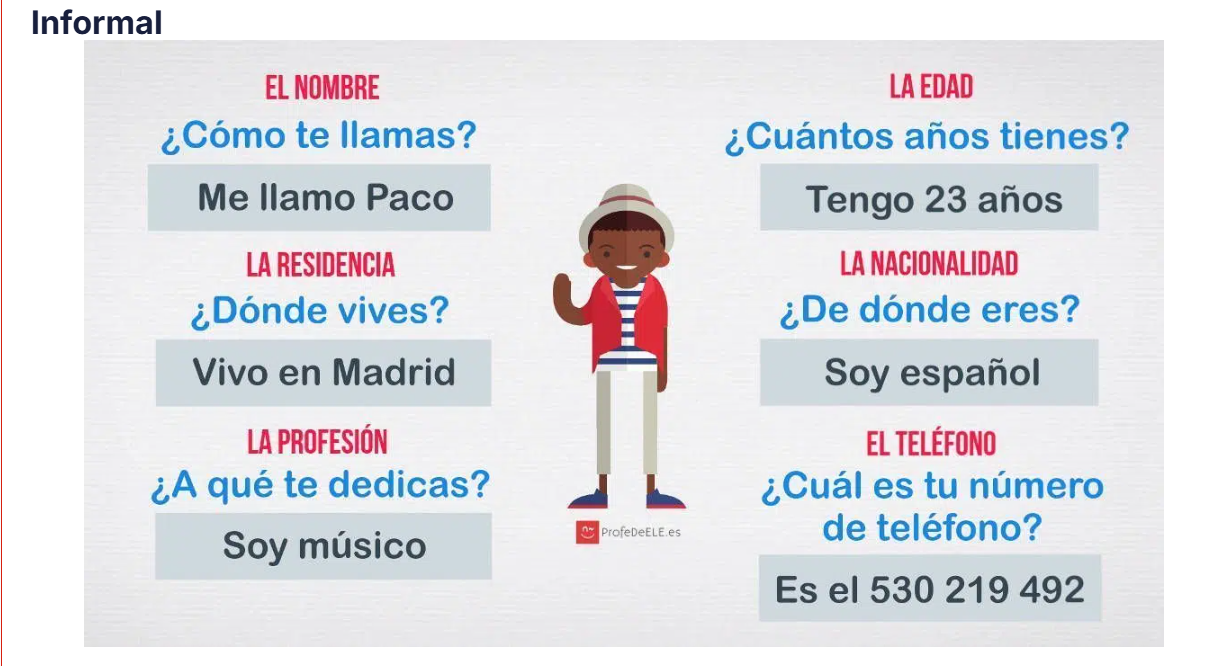 Informal
EL NOMBRE
¿Cómo te llamas?
Me llamo Paco
LA RESIDENCIA
¿Dónde vives?
Vivo en Madrid
LA PROFESIÓN
¿A qué te dedicas?
Soy músico
LA EDAD
¿Cuántos años tienes?
Tengo 23 años
LA NACIONALIDAD
¿De dónde eres?
Soy español
EL TELÉFONO
¿Cuál es tu número
de teléfono?
Es el 530 219 492
ProfeDeELE.es